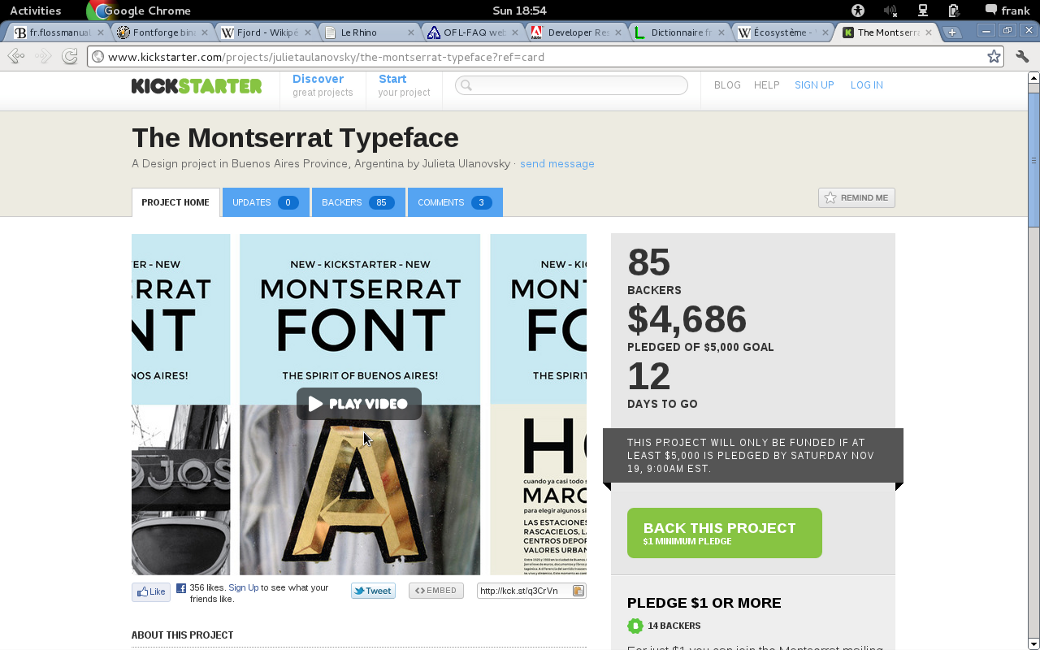 Activities
Google Chrome
Sun 18:54
frank
fr.flossmanual
Fontforge bin
Fjord - Wikipé
Le Rhino
OFL-FAQ web
Developer Res
Dictionnaire fr
Écosystème -
The Montserr
www.kickstarter.com/projects/julietaulanovsky/the-montserrat-typeface?ref=card
KICKSTARTER
Discover
great projects
Start
your project
BLOG
HELP
SIGN UP
LOG IN
The Montserrat Typeface
A Design project in Buenos Aires Province, Argentina by Julieta Ulanovsky · send message
PROJECT HOME
UPDATES 0
BACKERS 85
COMMENTS 3
REMIND ME
ER - NEW
RRAT
NT
NOS AIRES!
D JOS
NEW - KICKSTARTER - NEW
MONTSERRAT
FONT
THE SPIRIT OF BUENOS AIRES!
PLAY VIDEO
A
NEW - KI
MONT
FO
THE SPIRI
HO
cuando ya casi todo s
MARC
para elegir algunos si
LAS ESTACIONES
RASCACIELOS, L
CENTROS DEPOR
VALORES URBAN
85
BACKERS
$4,686
PLEDGED OF $5,000 GOAL
12
DAYS TO GO
THIS PROJECT WILL ONLY BE FUNDED IF AT
LEAST $5,000 IS PLEDGED BY SATURDAY NOV
19, 9:00AM EST.
BACK THIS PROJECT
$1 MINIMUM PLEDGE
Like
356 likes. Sign Up to see what your
friends like.
Tweet
EMBED
http://kck.st/q3CrVn
ABOUT THIS PROJECT
PLEDGE $1 OR MORE
14 BACKERS
For just $1 you can join the Montserrat mailing